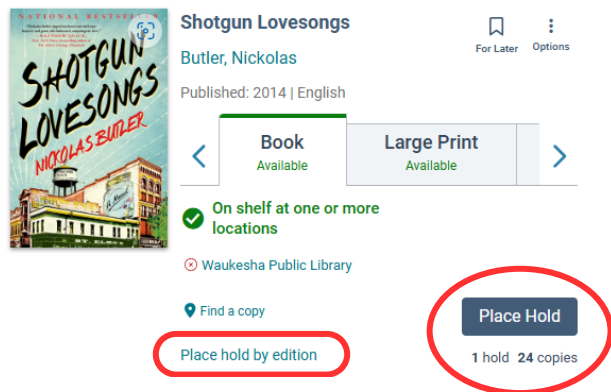 NATIONAL BESTSELLER
SHOTGUN
LOVESONGS
NICKOLAS BUTLER
Shotgun Lovesongs
For Later
Options
Butler, Nickolas
Published: 2014 | English
Book
Available
Large Print
Available
On shelf at one or more
locations
Waukesha Public Library
Find a copy
Place Hold
Place hold by edition
1 hold 24 copies